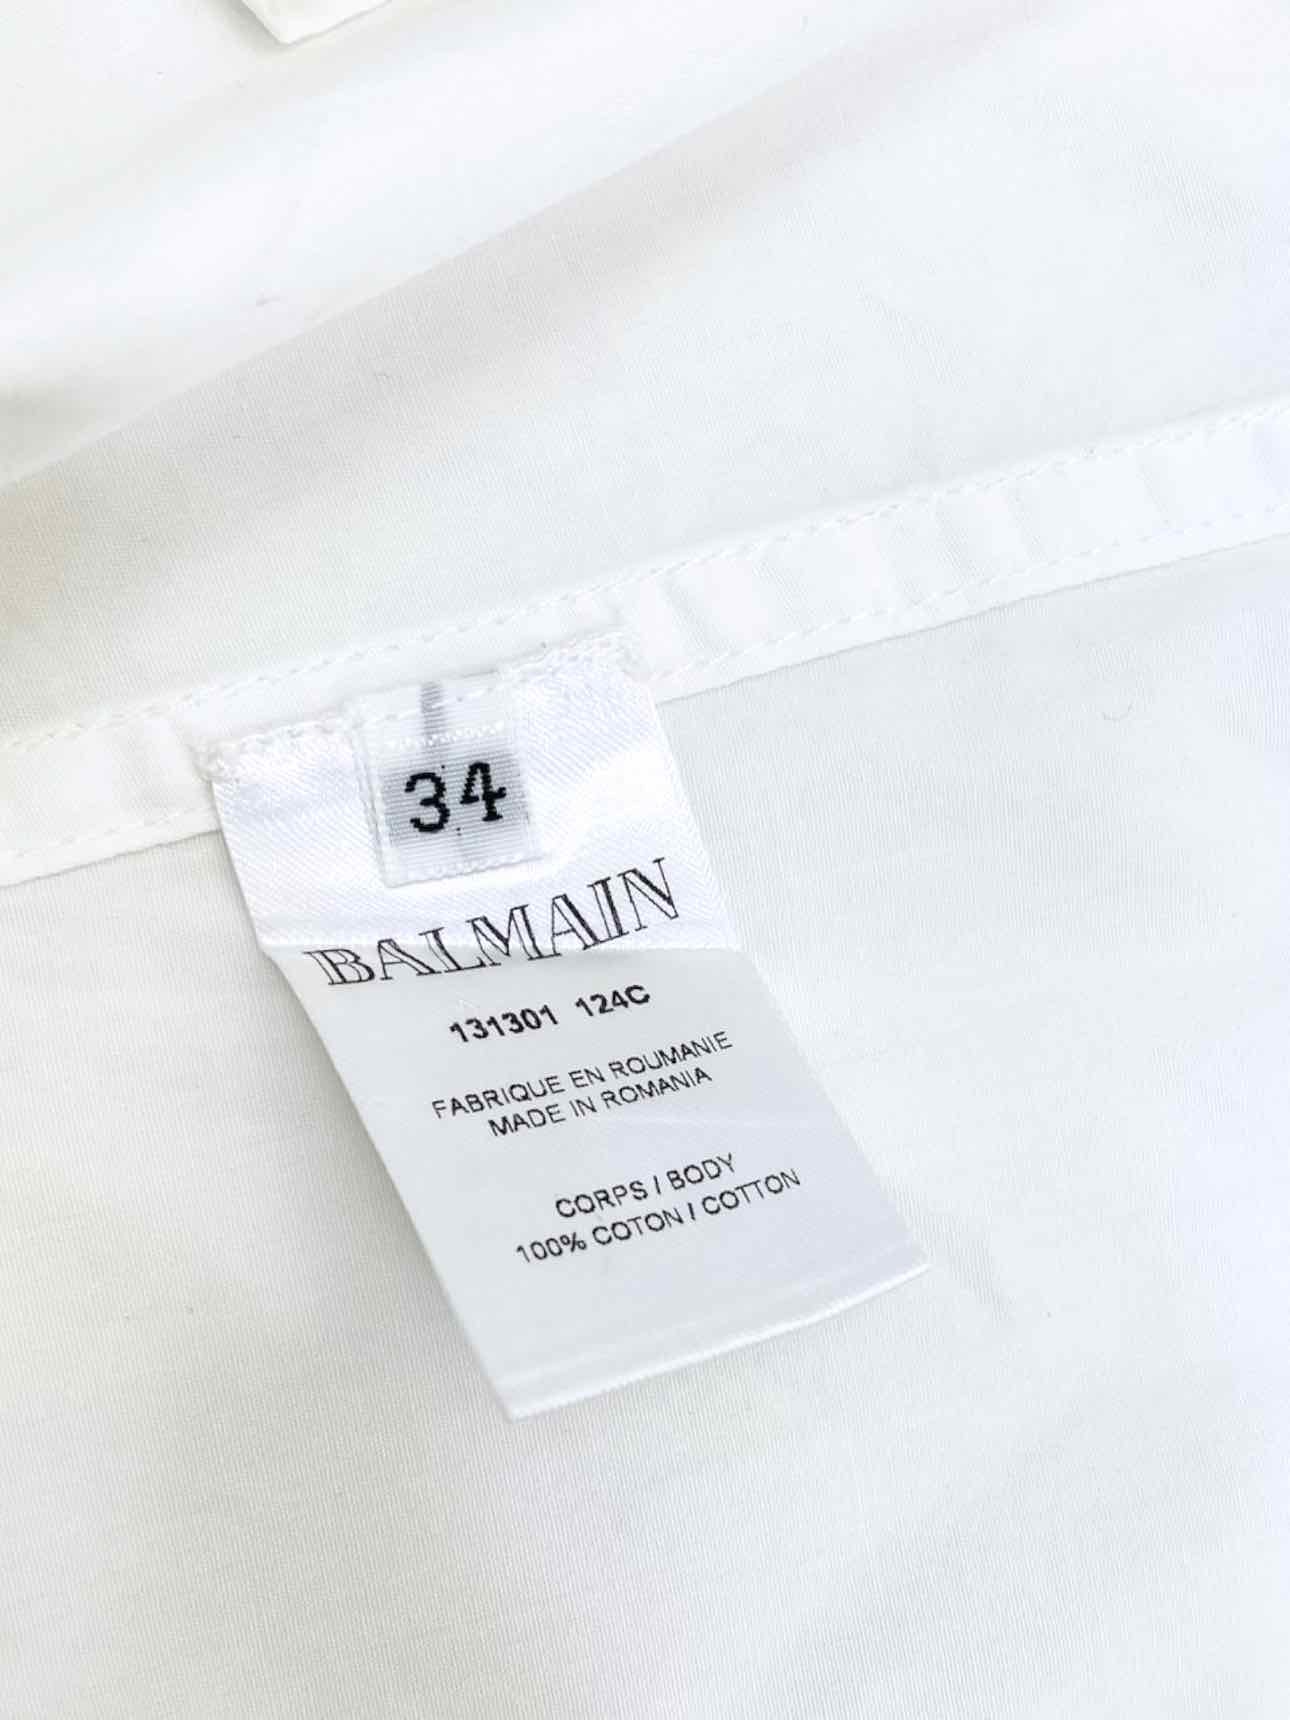 34
BALMAIN
131301 124C
FABRIQUE EN ROUMANIE
MADE IN ROMANIA
CORPS / BODY
100% COTON / COTTON